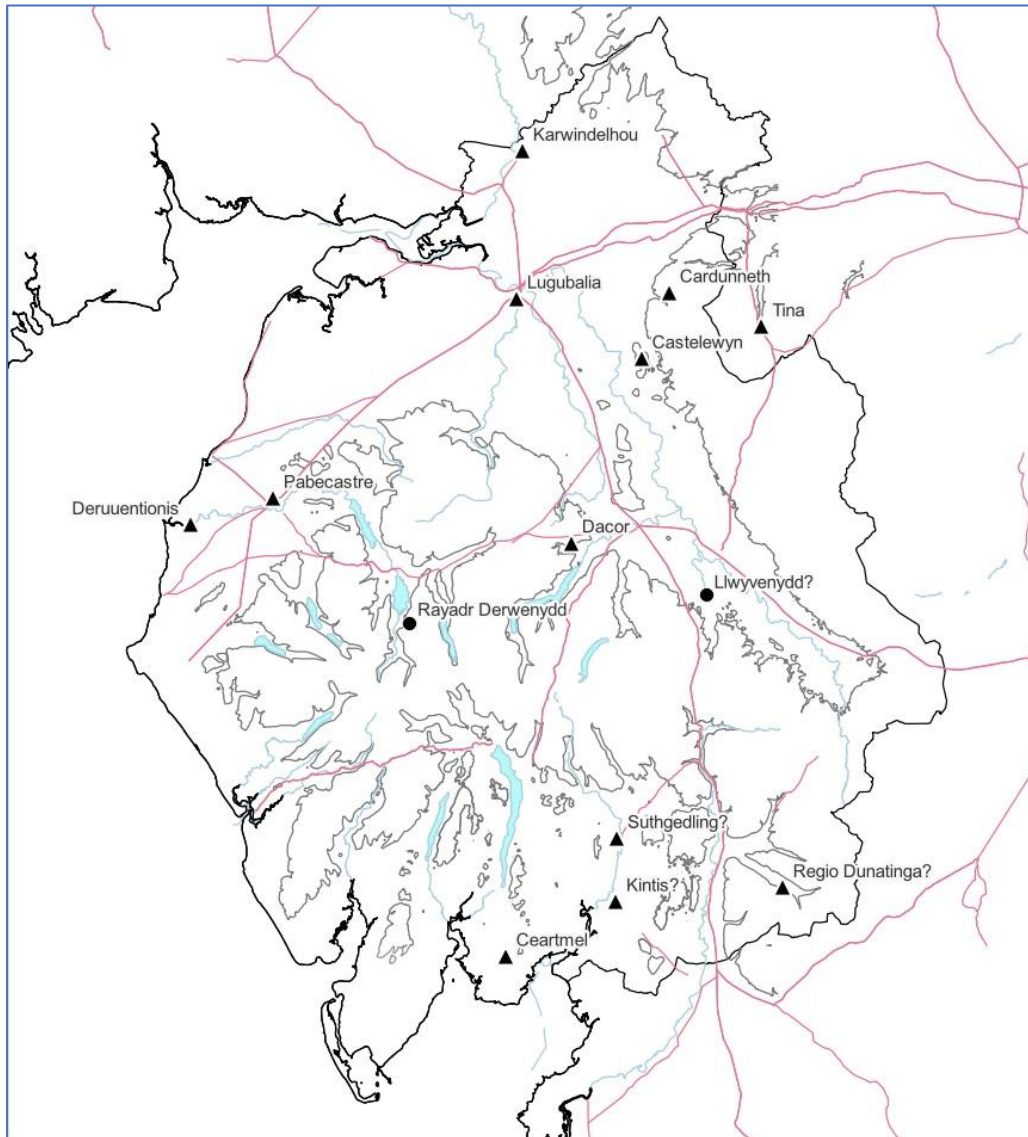 Karwindelhou
Cardunneth
Lugubalia
Tina
Castelewyn
Pabecastre
Deruuentionis
Dacor
Llwyvenydd?
Rayadr Derwenydd
Suthgedling?
Regio Dunatinga?
Kintis?
Ceartmel